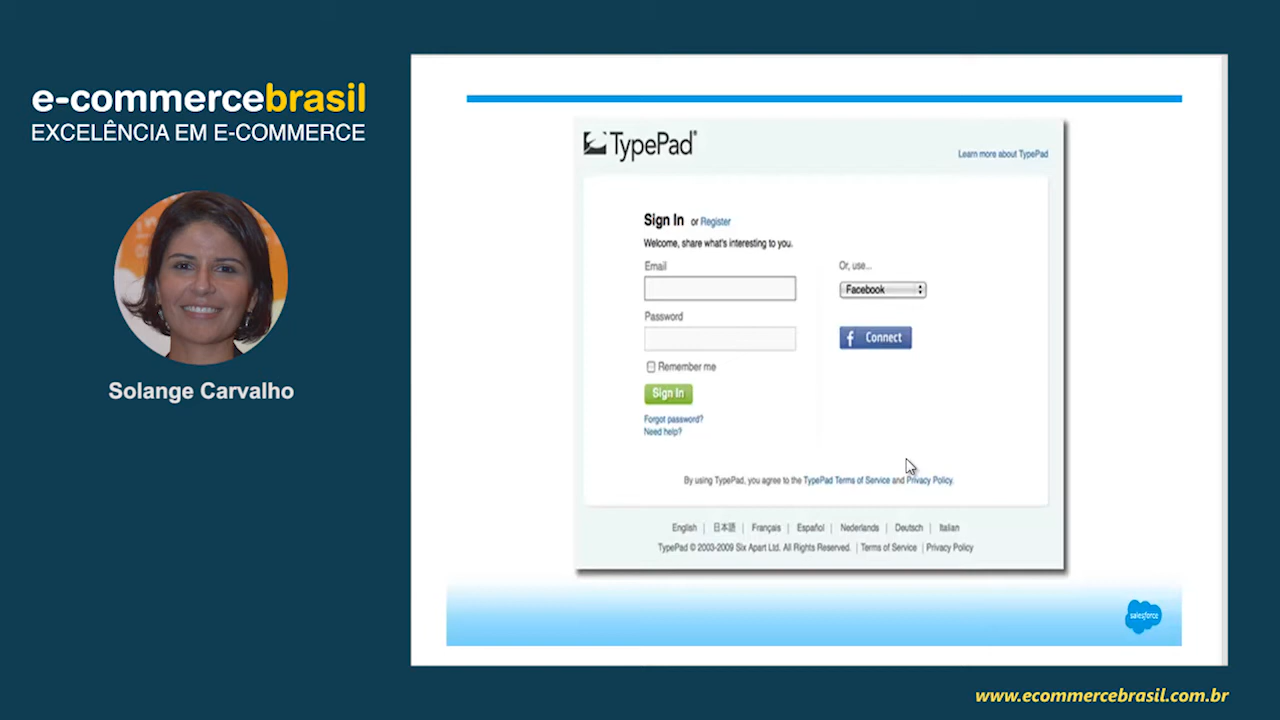 e-commercebrasil
EXCELÊNCIA EM E-COMMERCE
Solange Carvalho
TypePad®
Learn more about TypePad
Sign In or Register
Welcome, share what's interesting to you.
Email
Or, use...
Facebook
Password
f Connect
Remember me
Sign In
Forgot password?
Need help?
By using TypePad, you agree to the TypePad Terms of Service and Privacy Policy.
English | 日本語 | Français | Español | Nederlands | Deutsch | Italian
TypePad © 2003-2009 Six Apart Ltd. All Rights Reserved. | Terms of Service | Privacy Policy
salesforce
www.ecommercebrasil.com.br